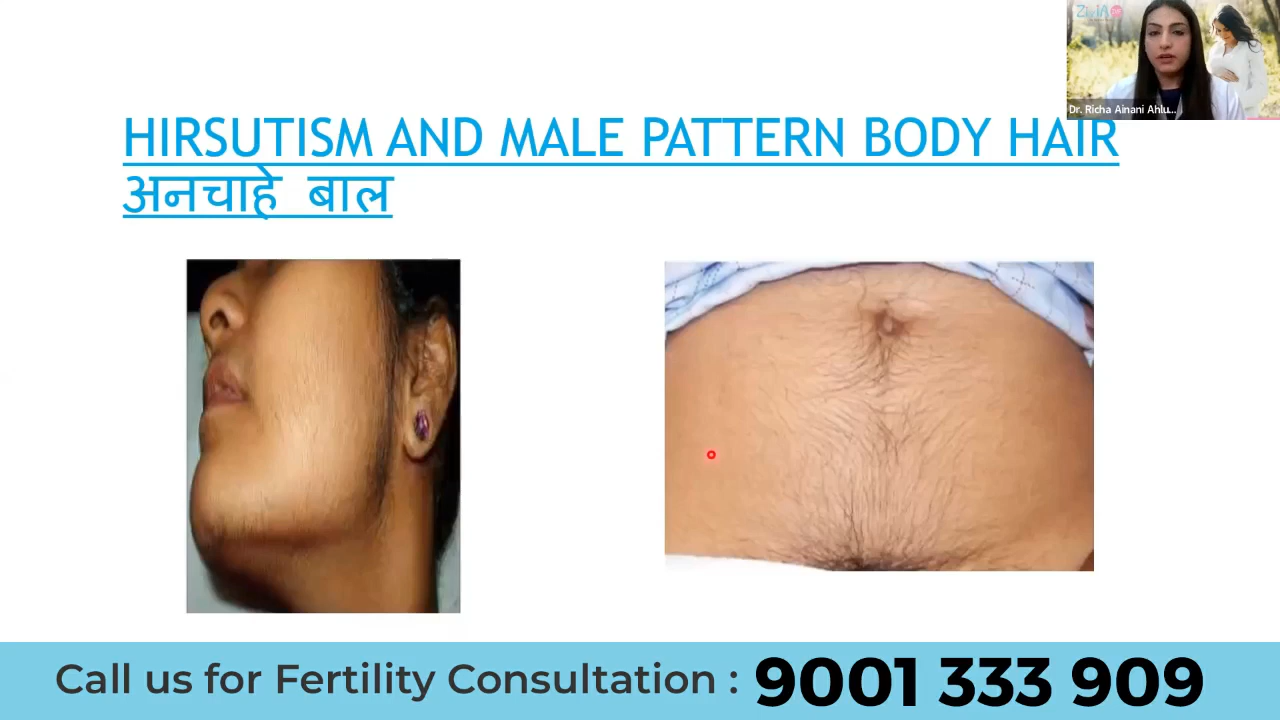 Dr. Richa Ainani Ahlu...
HIRSUTISM AND MALE PATTERN BODY HAIR
अनचाहे बाल
Call us for Fertility Consultation : 9001 333 909